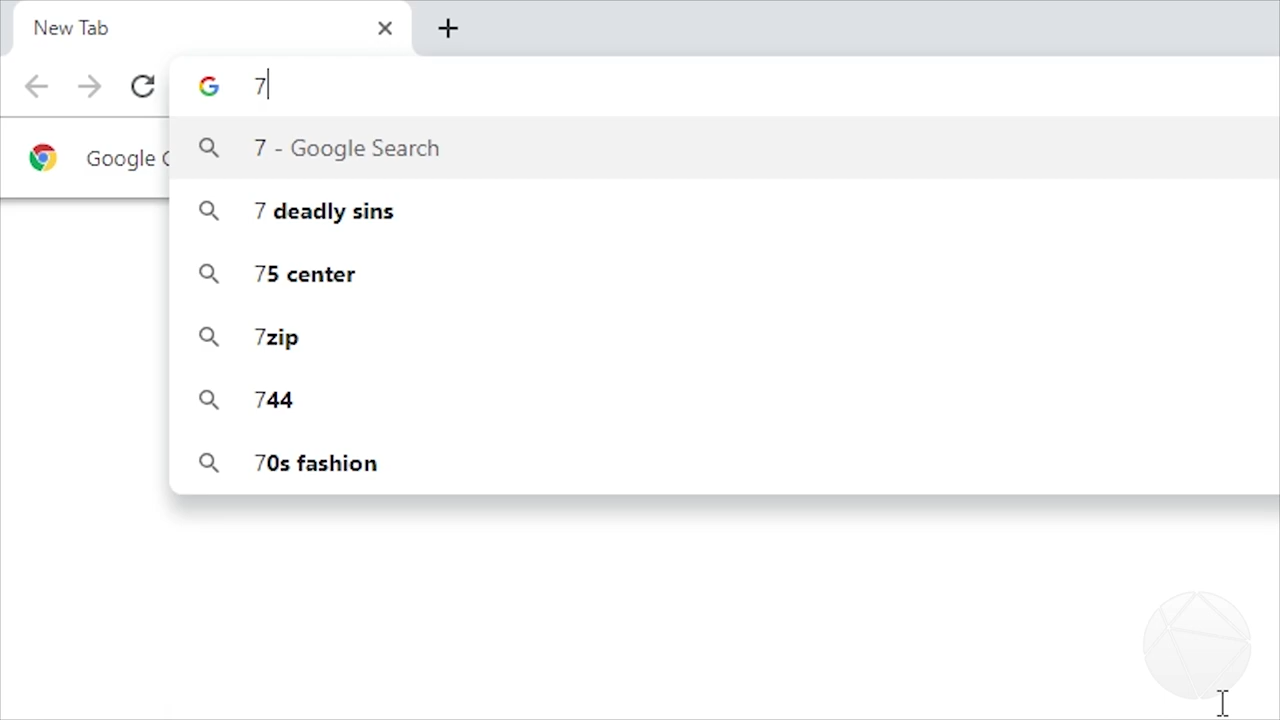 New Tab
7
Google C
7 - Google Search
7 deadly sins
75 center
7zip
744
70s fashion